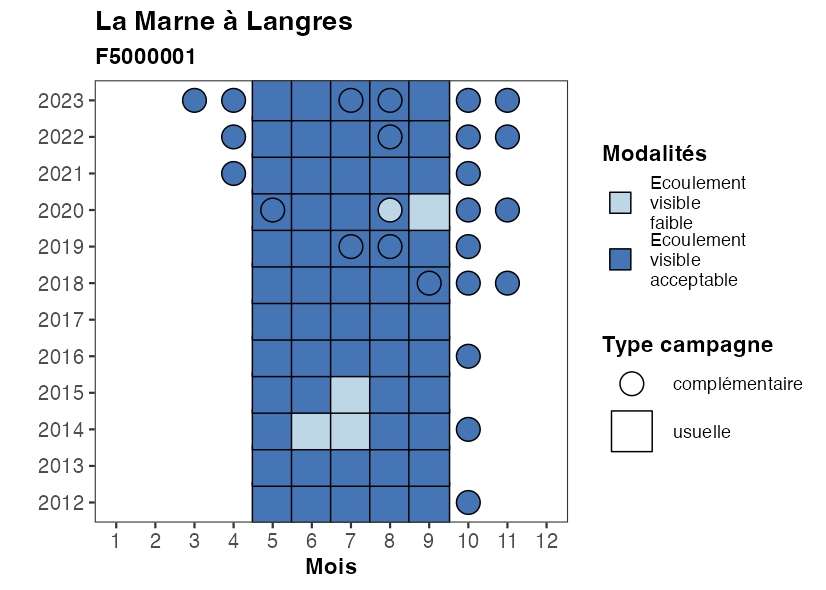 La Marne à Langres
F5000001
2023
2022
2021
2020
2019
2018
2017
2016
2015
2014
2013
2012
1 2 3 4 5 6 7 8 9 10 11 12
Mois
Modalités
Ecoulement
visible
faible
Ecoulement
visible
acceptable
Type campagne
complémentaire
usuelle